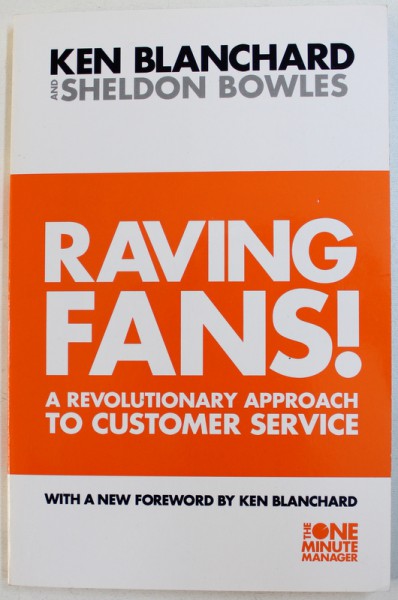 KEN BLANCHARD
AND SHELDON BOWLES
RAVING
FANS!
A REVOLUTIONARY APPROACH
TO CUSTOMER SERVICE
WITH A NEW FOREWORD BY KEN BLANCHARD
THE ONE
MINUTE
MANAGER